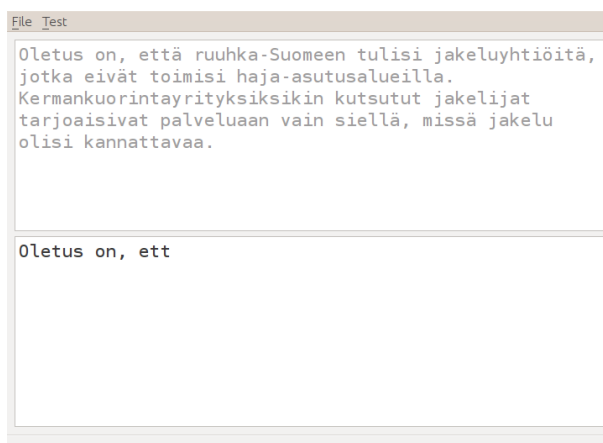 File Test
Oletus on, että ruuhka-Suomeen tulisi jakeluyhtiöitä,
jotka eivät toimisi haja-asutusalueilla.
Kermankuorintayrityksiksikin kutsutut jakelijat
tarjoaisivat palveluaan vain siellä, missä jakelu
olisi kannattavaa.
Oletus on, ett